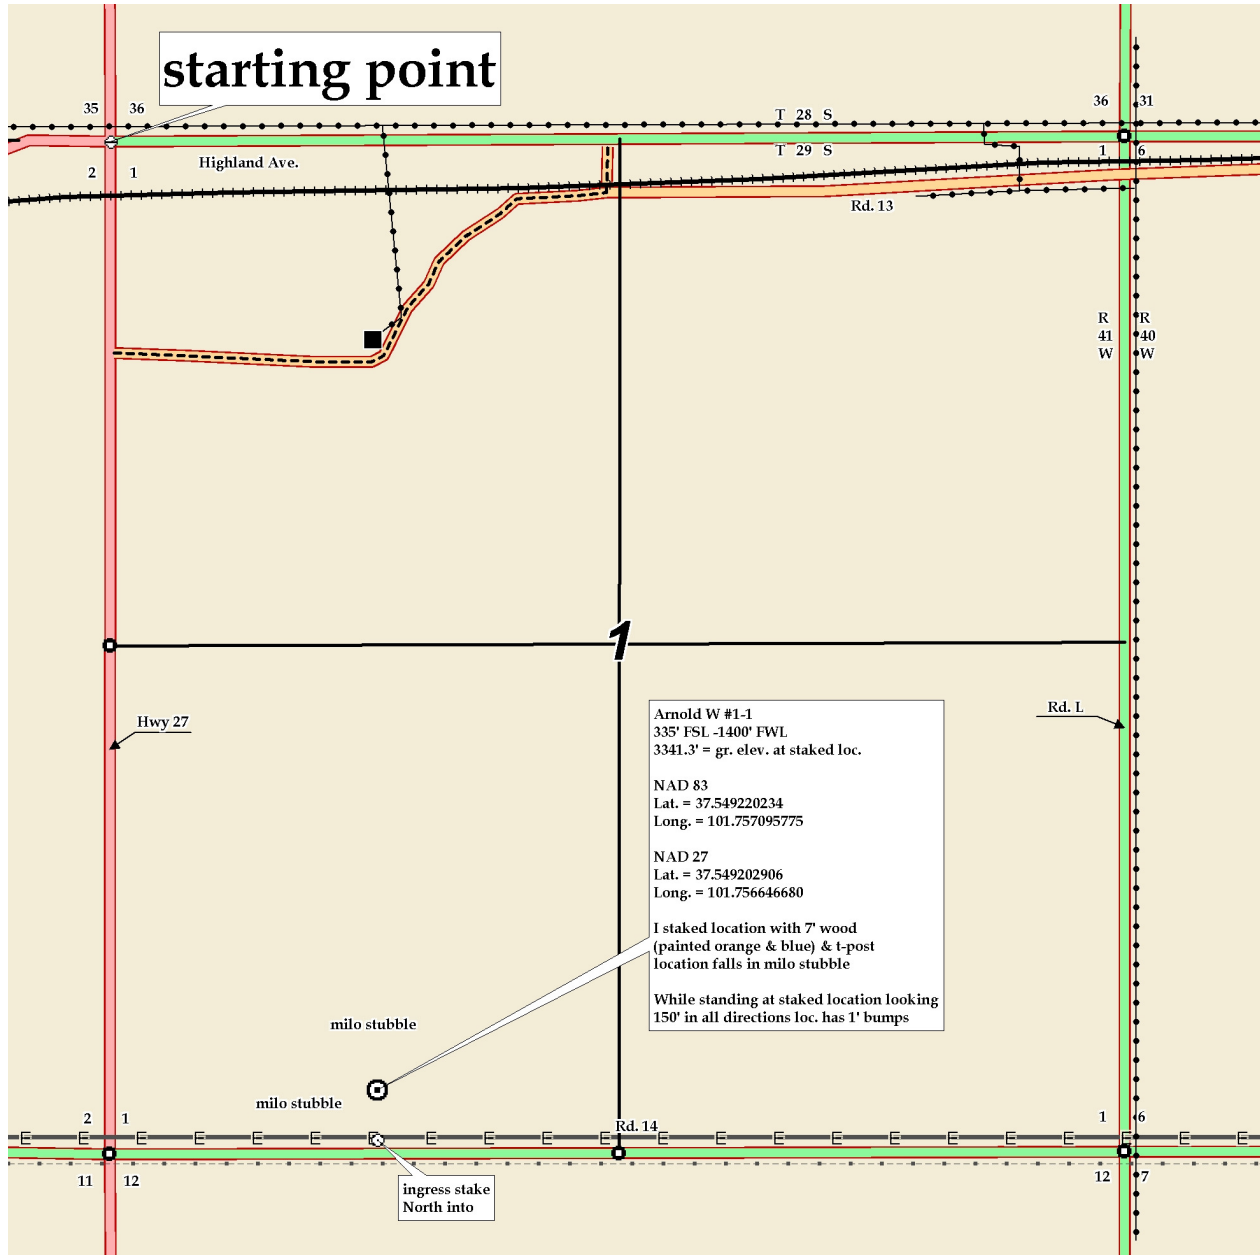 starting point
35 36
36 31
T 28 S
T 29 S
Highland Ave.
2 1
1 6
Rd. 13
R R
41 40
W W
1
Hwy 27
Rd. L
Arnold W #1-1
335' FSL -1400' FWL
3341.3' = gr. elev. at staked loc.
NAD 83
Lat. = 37.549220234
Long. = 101.757095775
NAD 27
Lat. = 37.549202906
Long. = 101.756646680
I staked location with 7' wood
(painted orange & blue) & t-post
location falls in milo stubble
While standing at staked location looking
150' in all directions loc. has 1' bumps
milo stubble
milo stubble
2 1
1 6
Rd. 14
E E E E E E E E E E E E E E E E E E E E E E
11 12
12 7
ingress stake
North into